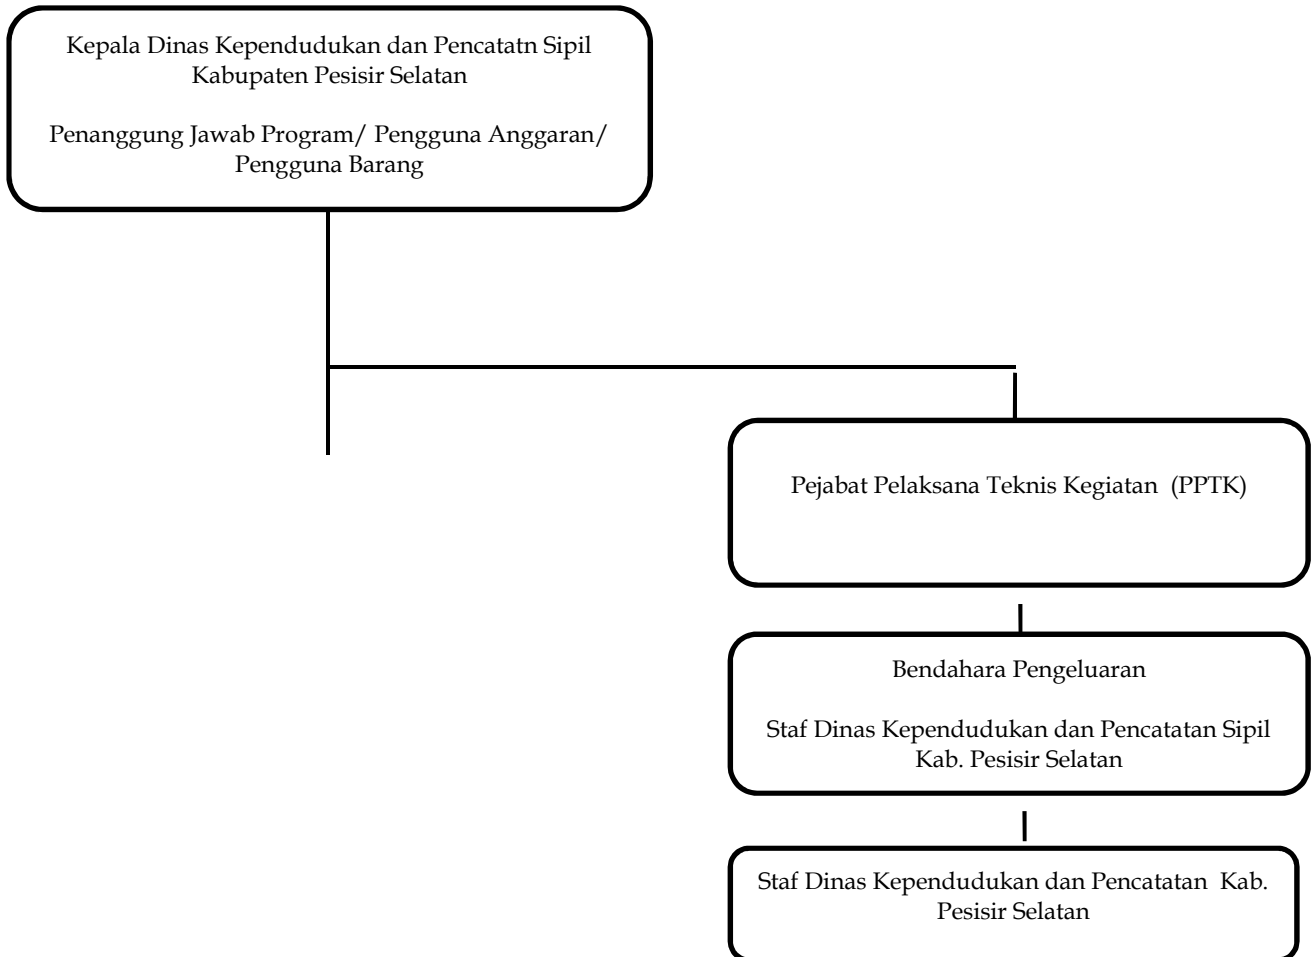 Kepala Dinas Kependudukan dan Pencatatn Sipil
Kabupaten Pesisir Selatan
Penanggung Jawab Program/ Pengguna Anggaran/
Pengguna Barang
Pejabat Pelaksana Teknis Kegiatan  (PPTK)
Bendahara Pengeluaran
Staf Dinas Kependudukan dan Pencatatan Sipil
Kab. Pesisir Selatan
Staf Dinas Kependudukan dan Pencatatan  Kab.
Pesisir Selatan